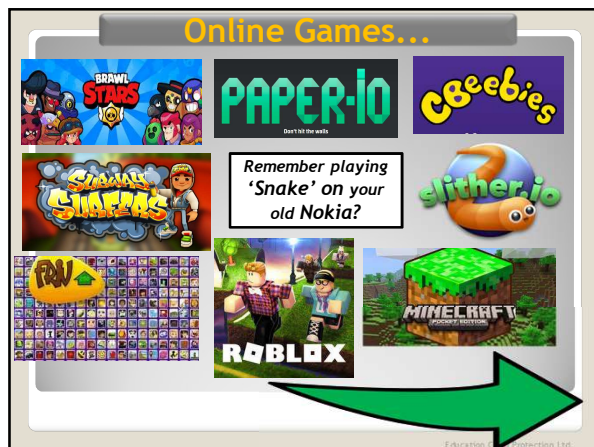 Online Games...
BRAWL
STARS
PAPER-iO
Don't hit the walls
CBeebies
SUBWAY
SURFERS
Remember playing
'Snake' on your
old Nokia?
slither.io
FRIV
ROBLOX
MINECRAFT
POCKET EDITION
Education Protection Ltd